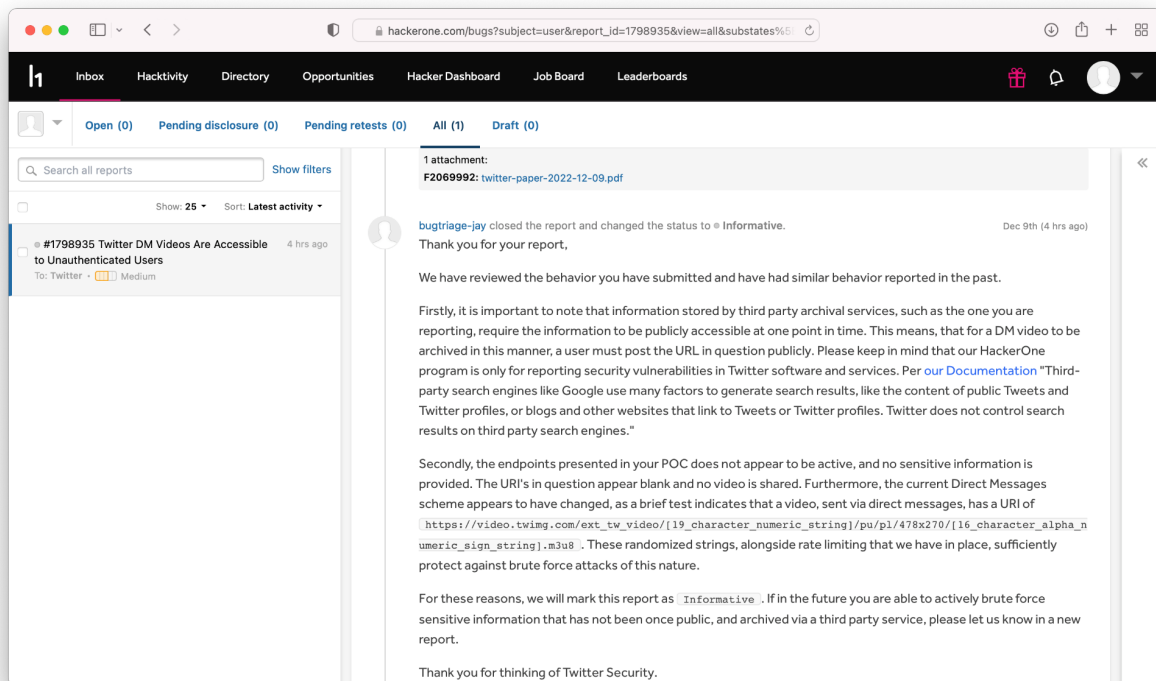 hackerone.com/bugs?subject=user&report_id=1798935&view=all&substates%5
h1
Inbox Hacktivity Directory Opportunities Hacker Dashboard Job Board Leaderboards
Open (0) Pending disclosure (0) Pending retests (0) All (1) Draft (0)
Search all reports Show filters
Show: 25 Sort: Latest activity
#1798935 Twitter DM Videos Are Accessible 4 hrs ago
to Unauthenticated Users
To: Twitter • Medium
1 attachment:
F2069992: twitter-paper-2022-12-09.pdf
bugtriage-jay closed the report and changed the status to Informative. Dec 9th (4 hrs ago)
Thank you for your report,
We have reviewed the behavior you have submitted and have had similar behavior reported in the past.
Firstly, it is important to note that information stored by third party archival services, such as the one you are
reporting, require the information to be publicly accessible at one point in time. This means, that for a DM video to be
archived in this manner, a user must post the URL in question publicly. Please keep in mind that our HackerOne
program is only for reporting security vulnerabilities in Twitter software and services. Per our Documentation "Third-
party search engines like Google use many factors to generate search results, like the content of public Tweets and
Twitter profiles, or blogs and other websites that link to Tweets or Twitter profiles. Twitter does not control search
results on third party search engines."
Secondly, the endpoints presented in your POC does not appear to be active, and no sensitive information is
provided. The URI's in question appear blank and no video is shared. Furthermore, the current Direct Messages
scheme appears to have changed, as a brief test indicates that a video, sent via direct messages, has a URI of
https://video.twimg.com/ext_tw_video/[19_character_numeric_string]/pu/pl/478x270/[16_character_alpha_n
umeric_sign_string].m3u8 . These randomized strings, alongside rate limiting that we have in place, sufficiently
protect against brute force attacks of this nature.
For these reasons, we will mark this report as Informative . If in the future you are able to actively brute force
sensitive information that has not been once public, and archived via a third party service, please let us know in a new
report.
Thank you for thinking of Twitter Security.